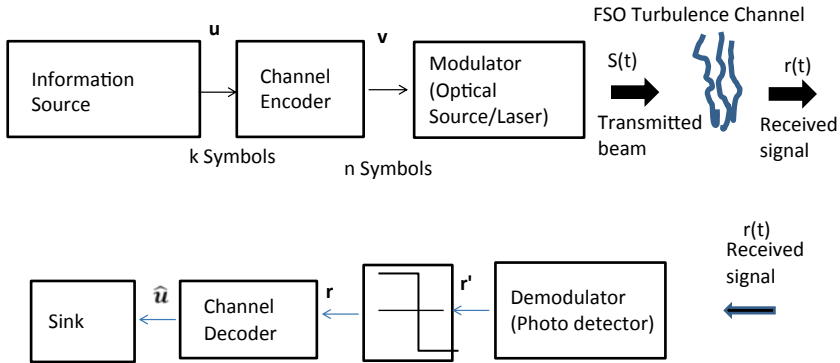 FSO Turbulence Channel
u
v
Information
Source
Channel
Encoder
Modulator
(Optical
Source/Laser)
S(t)
r(t)
Transmitted
beam
Received
signal
k Symbols
n Symbols
r(t)
Received
signal
û
r
r'
Sink
Channel
Decoder
Demodulator
(Photo detector)